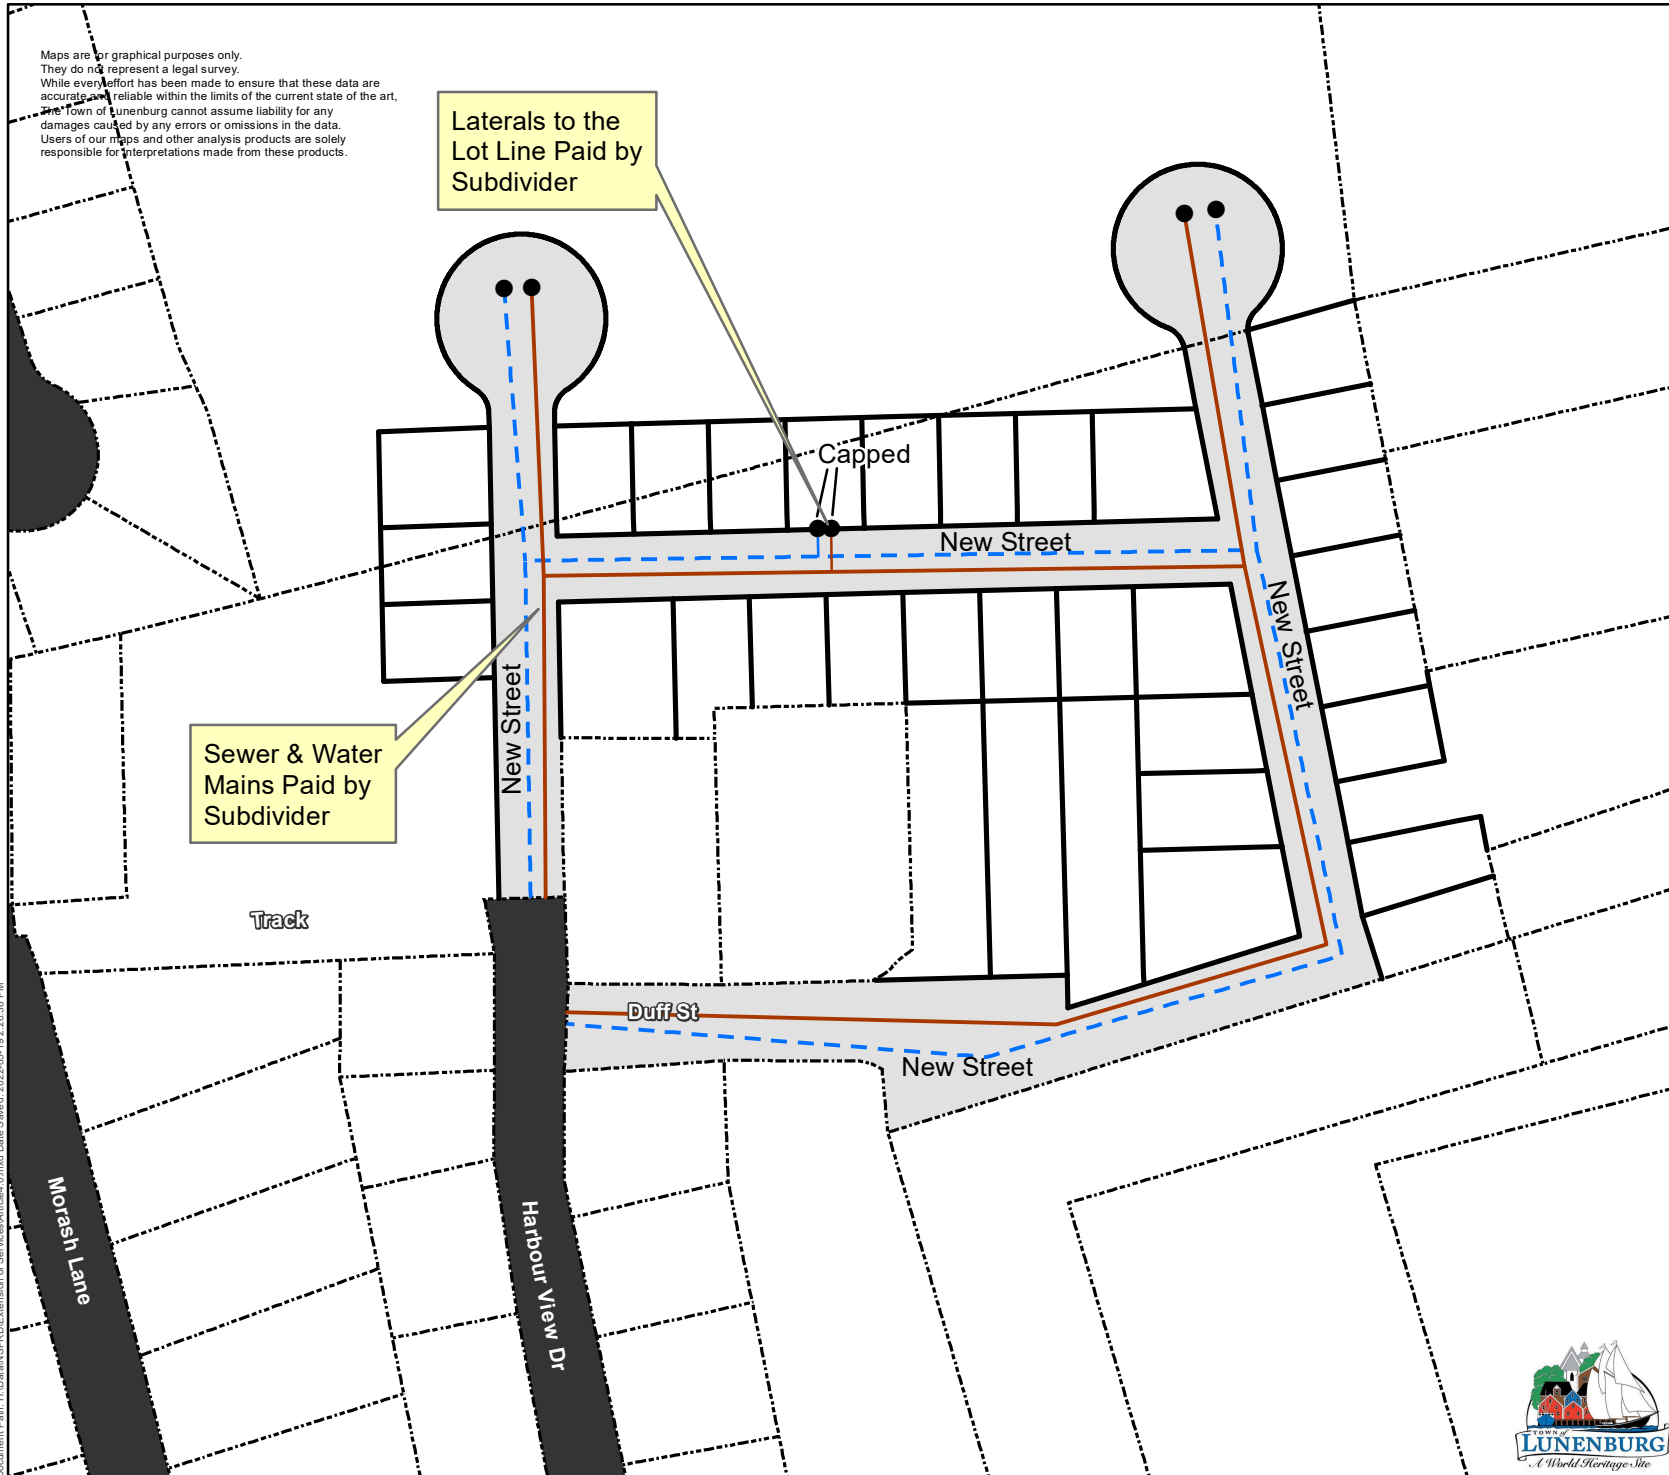 Maps are for graphical purposes only.
They do not represent a legal survey.
While every effort has been made to ensure that these data are
accurate and reliable within the limits of the current state of the art,
The Town of Lunenburg cannot assume liability for any
damages caused by any errors or omissions in the data.
Users of our maps and other analysis products are solely
responsible for interpretations made from these products.
Laterals to the
Lot Line Paid by
Subdivider
Capped
New Street
New Street
New Street
Sewer & Water
Mains Paid by
Subdivider
Track
Duff St
New Street
Morash Lane
Harbour View Dr
TOWN of
LUNENBURG
A World Heritage Site